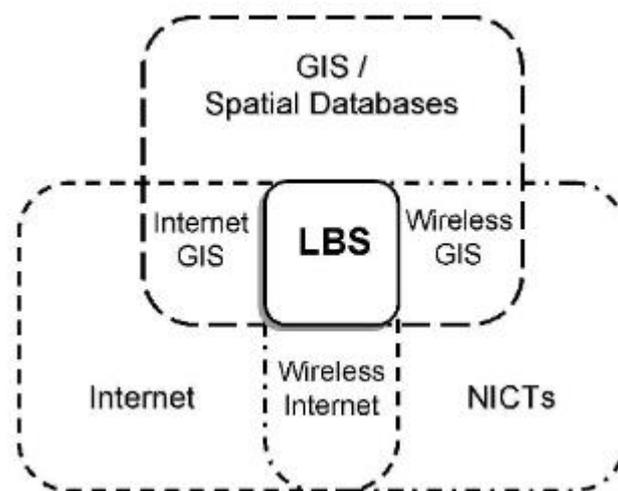 GIS /
Spatial Databases
Internet
GIS
LBS
Wireless
GIS
Internet
Wireless
Internet
NICTs